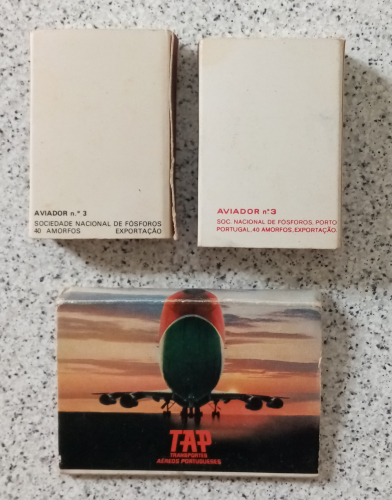 AVIADOR n.º 3
SOCIEDADE NACIONAL DE FÓSFOROS
40 AMORFOS EXPORTAÇÃO
AVIADOR nº3
SOC. NACIONAL DE FÓSFOROS, PORTO
PORTUGAL, 40 AMORFOS, EXPORTAÇÃO
TAP
TRANSPORTES
AÉREOS PORTUGUESES